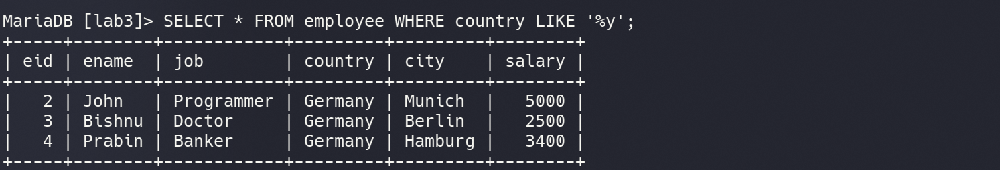 MariaDB [lab3]> SELECT * FROM employee WHERE country LIKE '%y';
+-----+--------+------------+---------+---------+--------+
| eid | ename  | job        | country | city    | salary |
+-----+--------+------------+---------+---------+--------+
|   2 | John   | Programmer | Germany | Munich  |   5000 |
|   3 | Bishnu | Doctor     | Germany | Berlin  |   2500 |
|   4 | Prabin | Banker     | Germany | Hamburg |   3400 |
+-----+--------+------------+---------+---------+--------+